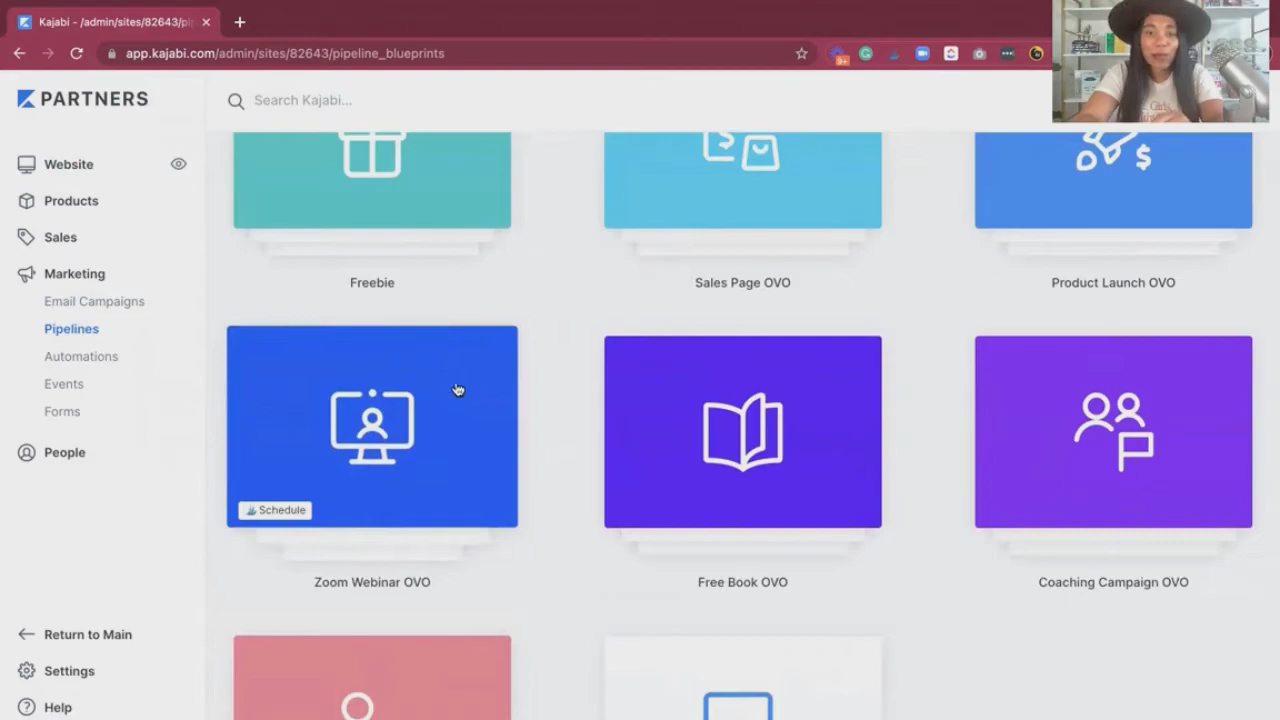 Kajabi - /admin/sites/82643/pip
app.kajabi.com/admin/sites/82643/pipeline_blueprints
9+
PARTNERS
Search Kajabi...
Website
Products
Sales
Marketing
Email Campaigns
Pipelines
Automations
Events
Forms
People
Return to Main
Settings
Help
Freebie
Sales Page OVO
Product Launch OVO
Schedule
Zoom Webinar OVO
Free Book OVO
Coaching Campaign OVO